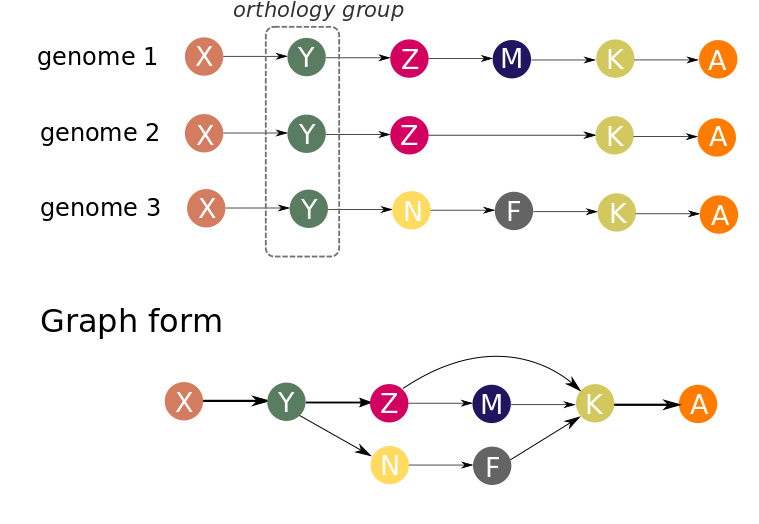 orthology group
genome 1 X Y Z M K A
genome 2 X Y Z K A
genome 3 X Y N F K A
Graph form
X Y Z M K A
N F